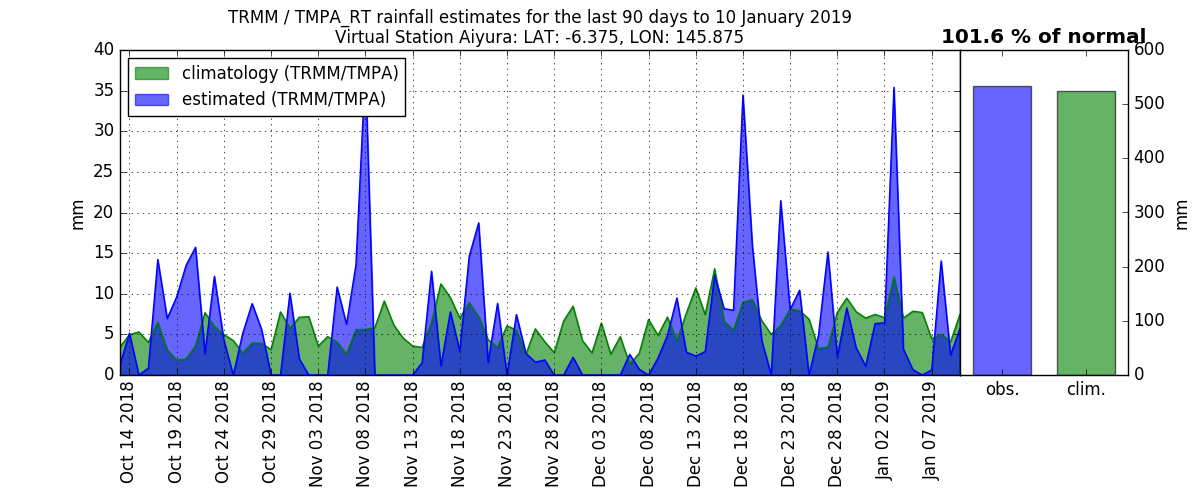 TRMM / TMPA_RT rainfall estimates for the last 90 days to 10 January 2019
Virtual Station Aiyura: LAT: -6.375, LON: 145.875
101.6 % of normal
climatology (TRMM/TMPA)
estimated (TRMM/TMPA)
40
35
30
25
20
15
10
5
0
mm
600
500
400
300
200
100
0
mm
obs.
clim.
Oct 14 2018
Oct 19 2018
Oct 24 2018
Oct 29 2018
Nov 03 2018
Nov 08 2018
Nov 13 2018
Nov 18 2018
Nov 23 2018
Nov 28 2018
Dec 03 2018
Dec 08 2018
Dec 13 2018
Dec 18 2018
Dec 23 2018
Dec 28 2018
Jan 02 2019
Jan 07 2019